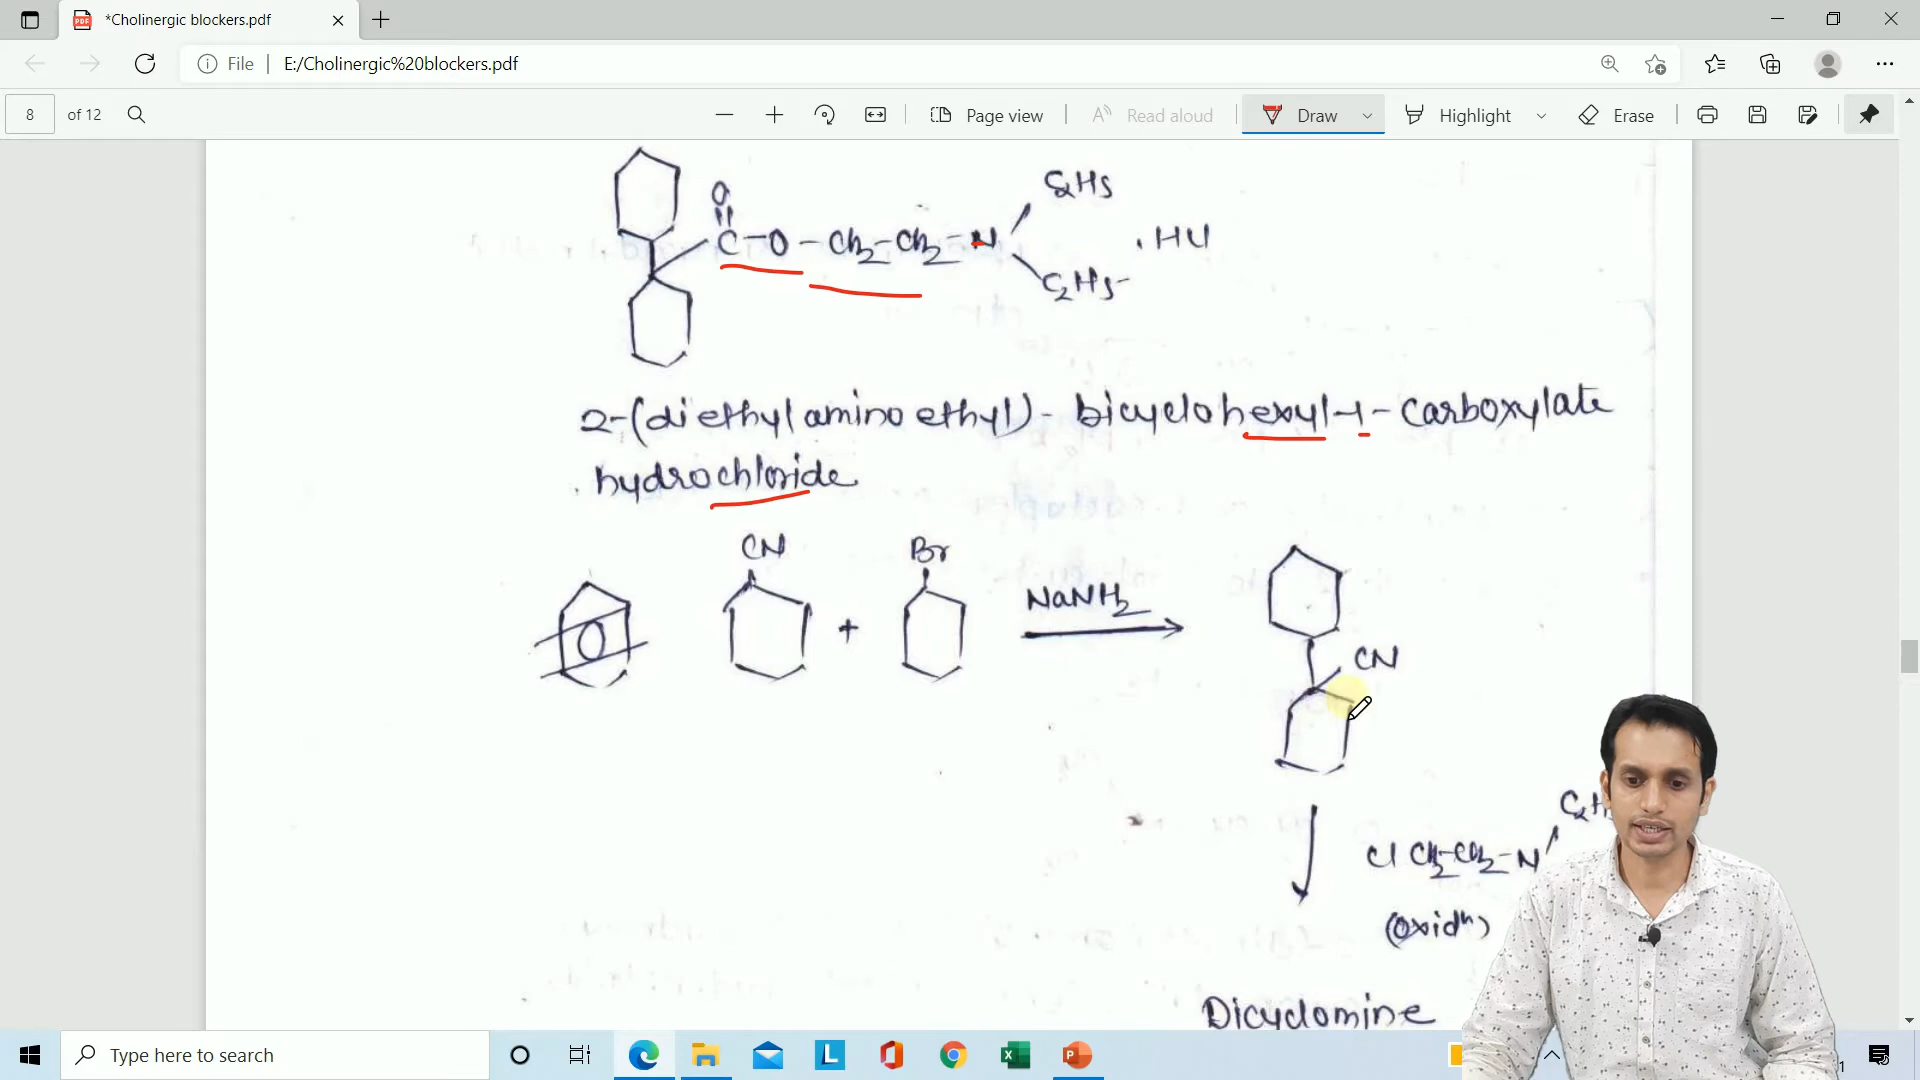 *Cholinergic blockers.pdf
File
E:/Cholinergic%20blockers.pdf
8 of 12
Page view
Read aloud
Draw
Highlight
Erase
O
C2H5
C-O-CH2-CH2-N
. HCl
C2H5
2-(diethylamino ethyl)- bicyclohexyl-1-carboxylate
hydrochloride
CN
Br
+
NaNH2
CN
Cl CH2-CH2-N
(oxidn)
Dicyclomine
Type here to search